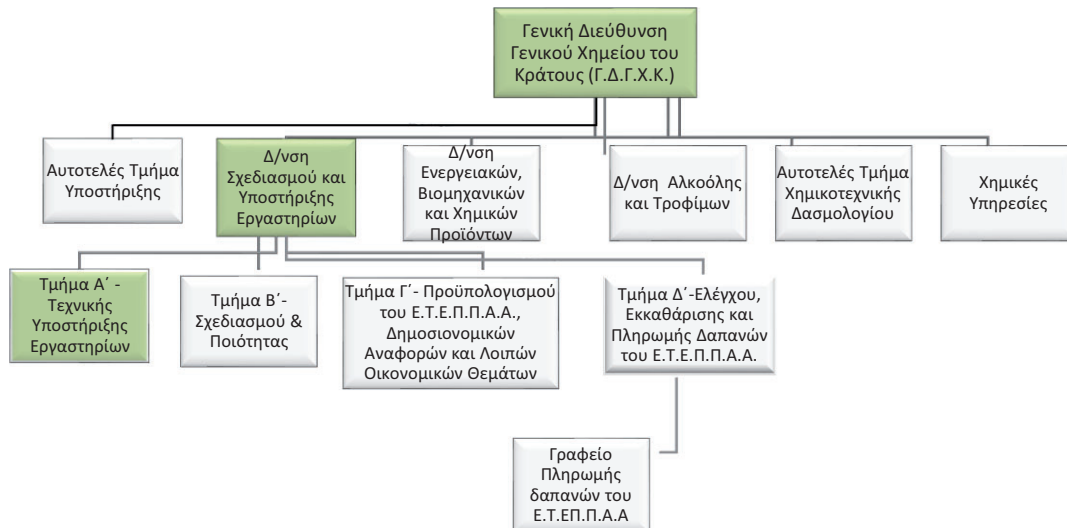 Γενική Διεύθυνση
Γενικού Χημείου του
Κράτους (Γ.Δ.Γ.Χ.Κ.)
Αυτοτελές Τμήμα
Υποστήριξης
Δ/νση
Σχεδιασμού και
Υποστήριξης
Εργαστηρίων
Δ/νση
Ενεργειακών,
Βιομηχανικών
και Χημικών
Προϊόντων
Δ/νση Αλκοόλης
και Τροφίμων
Αυτοτελές Τμήμα
Χημικοτεχνικής
Δασμολογίου
Χημικές
Υπηρεσίες
Τμήμα Α΄ -
Τεχνικής
Υποστήριξης
Εργαστηρίων
Τμήμα Β΄-
Σχεδιασμού &
Ποιότητας
Τμήμα Γ΄- Προϋπολογισμού
του Ε.Τ.Ε.Π.Π.Α.Α.,
Δημοσιονομικών
Αναφορών και Λοιπών
Οικονομικών Θεμάτων
Τμήμα Δ΄-Ελέγχου,
Εκκαθάρισης και
Πληρωμής Δαπανών
του Ε.Τ.Ε.Π.Π.Α.Α.
Γραφείο
Πληρωμής
δαπανών του
Ε.Τ.ΕΠ.Π.Α.Α